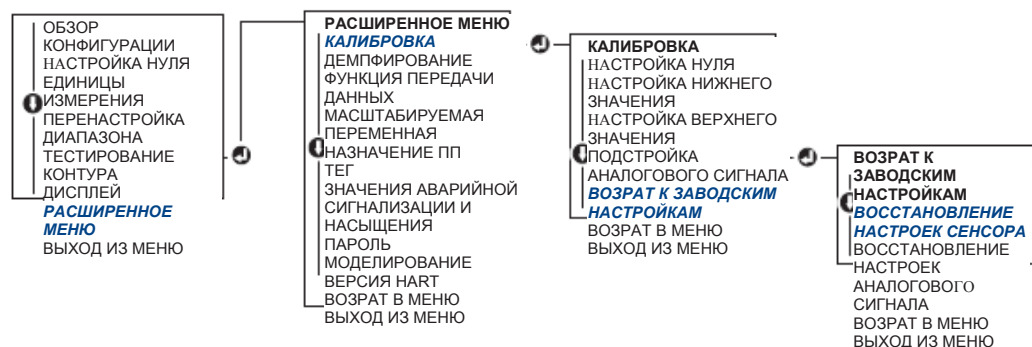 ОБЗОР
КОНФИГУРАЦИИ
НАСТРОЙКА НУЛЯ
ЕДИНИЦЫ
ИЗМЕРЕНИЯ
ПЕРЕНАСТРОЙКА
ДИАПАЗОНА
ТЕСТИРОВАНИЕ
КОНТУРА
ДИСПЛЕЙ
РАСШИРЕННОЕ
МЕНЮ
ВЫХОД ИЗ МЕНЮ
РАСШИРЕННОЕ МЕНЮ
КАЛИБРОВКА
ДЕМПФИРОВАНИЕ
ФУНКЦИЯ ПЕРЕДАЧИ
ДАННЫХ
МАСШТАБИРУЕМАЯ
ПЕРЕМЕННАЯ
НАЗНАЧЕНИЕ ПП
ТЕГ
ЗНАЧЕНИЯ АВАРИЙНОЙ
СИГНАЛИЗАЦИИ И
НАСЫЩЕНИЯ
ПАРОЛЬ
МОДЕЛИРОВАНИЕ
ВЕРСИЯ HART
ВОЗРАТ В МЕНЮ
ВЫХОД ИЗ МЕНЮ
КАЛИБРОВКА
НАСТРОЙКА НУЛЯ
НАСТРОЙКА НИЖНЕГО
ЗНАЧЕНИЯ
НАСТРОЙКА ВЕРХНЕГО
ЗНАЧЕНИЯ
ПОДСТРОЙКА
АНАЛОГОВОГО СИГНАЛА
ВОЗРАТ К ЗАВОДСКИМ
НАСТРОЙКАМ
ВОЗРАТ В МЕНЮ
ВЫХОД ИЗ МЕНЮ
ВОЗРАТ К
ЗАВОДСКИМ
НАСТРОЙКАМ
ВОССТАНОВЛЕНИЕ
НАСТРОЕК СЕНСОРА
ВОССТАНОВЛЕНИЕ
НАСТРОЕК
АНАЛОГОВОГО
СИГНАЛА
ВОЗРАТ В МЕНЮ
ВЫХОД ИЗ МЕНЮ